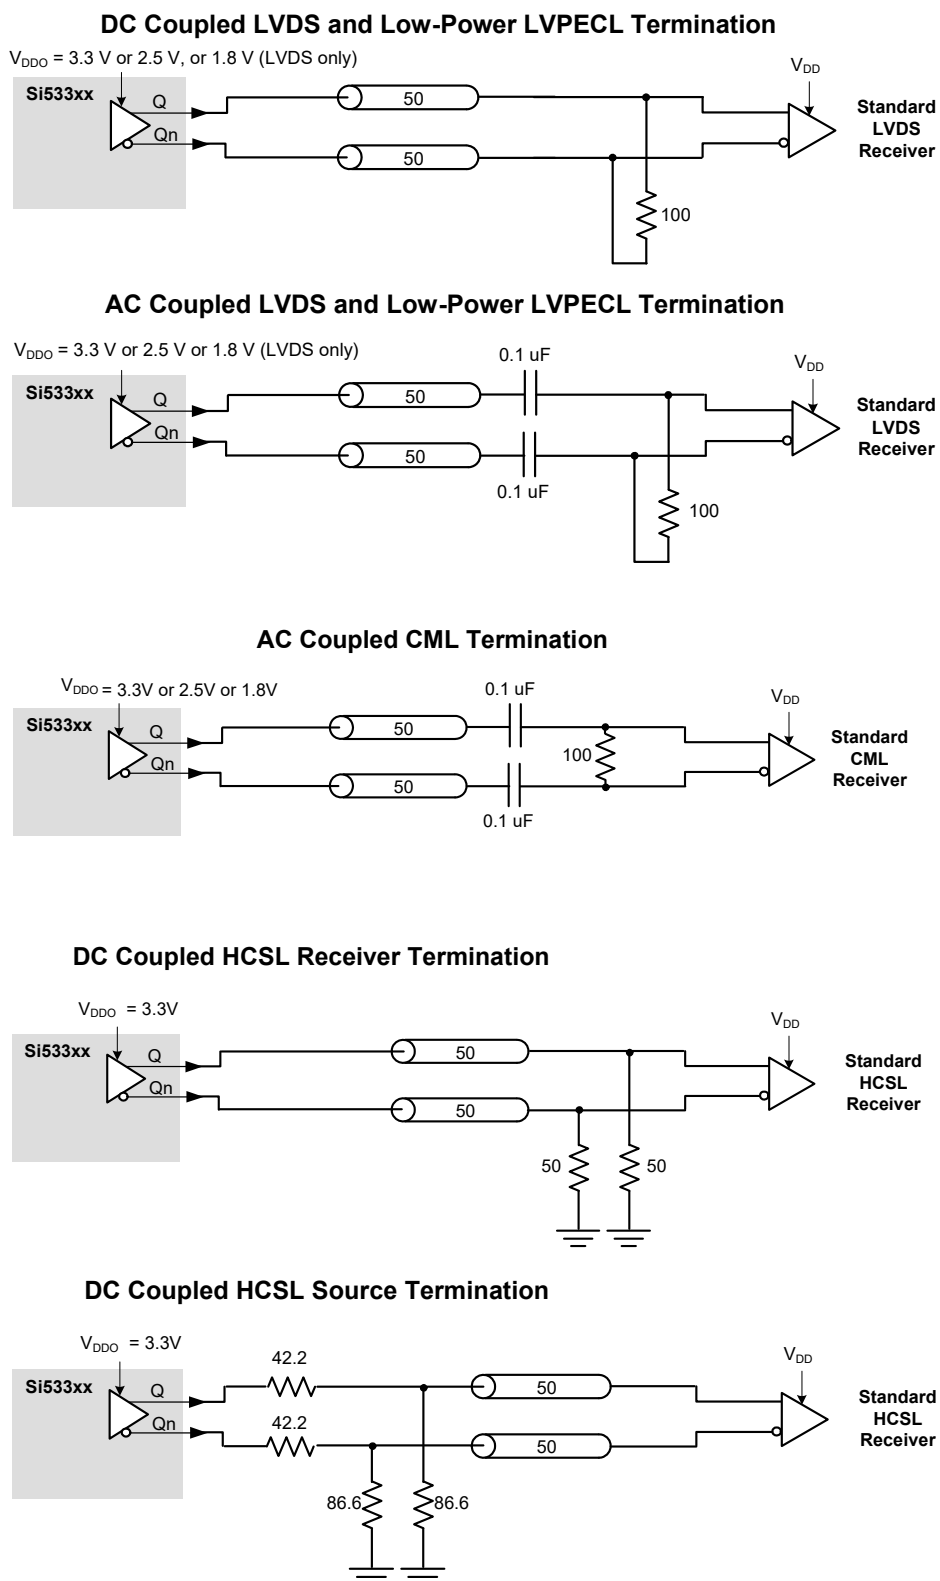 DC Coupled LVDS and Low-Power LVPECL Termination
VDDO = 3.3 V or 2.5 V, or 1.8 V (LVDS only)
VDD
Si533xx
Q
50
Standard
LVDS
Receiver
Qn
50
100
AC Coupled LVDS and Low-Power LVPECL Termination
VDDO = 3.3 V or 2.5 V or 1.8 V (LVDS only)
0.1 uF
VDD
Si533xx
Q
50
Standard
LVDS
Receiver
Qn
50
0.1 uF
100
AC Coupled CML Termination
VDDO = 3.3V or 2.5V or 1.8V
0.1 uF
VDD
Si533xx
Q
50
Standard
CML
Receiver
100
Qn
50
0.1 uF
DC Coupled HCSL Receiver Termination
VDDO = 3.3V
VDD
Si533xx
Q
50
Standard
HCSL
Receiver
Qn
50
50
50
DC Coupled HCSL Source Termination
VDDO = 3.3V
42.2
VDD
Si533xx
Q
50
Standard
HCSL
Receiver
Qn
42.2
50
86.6
86.6